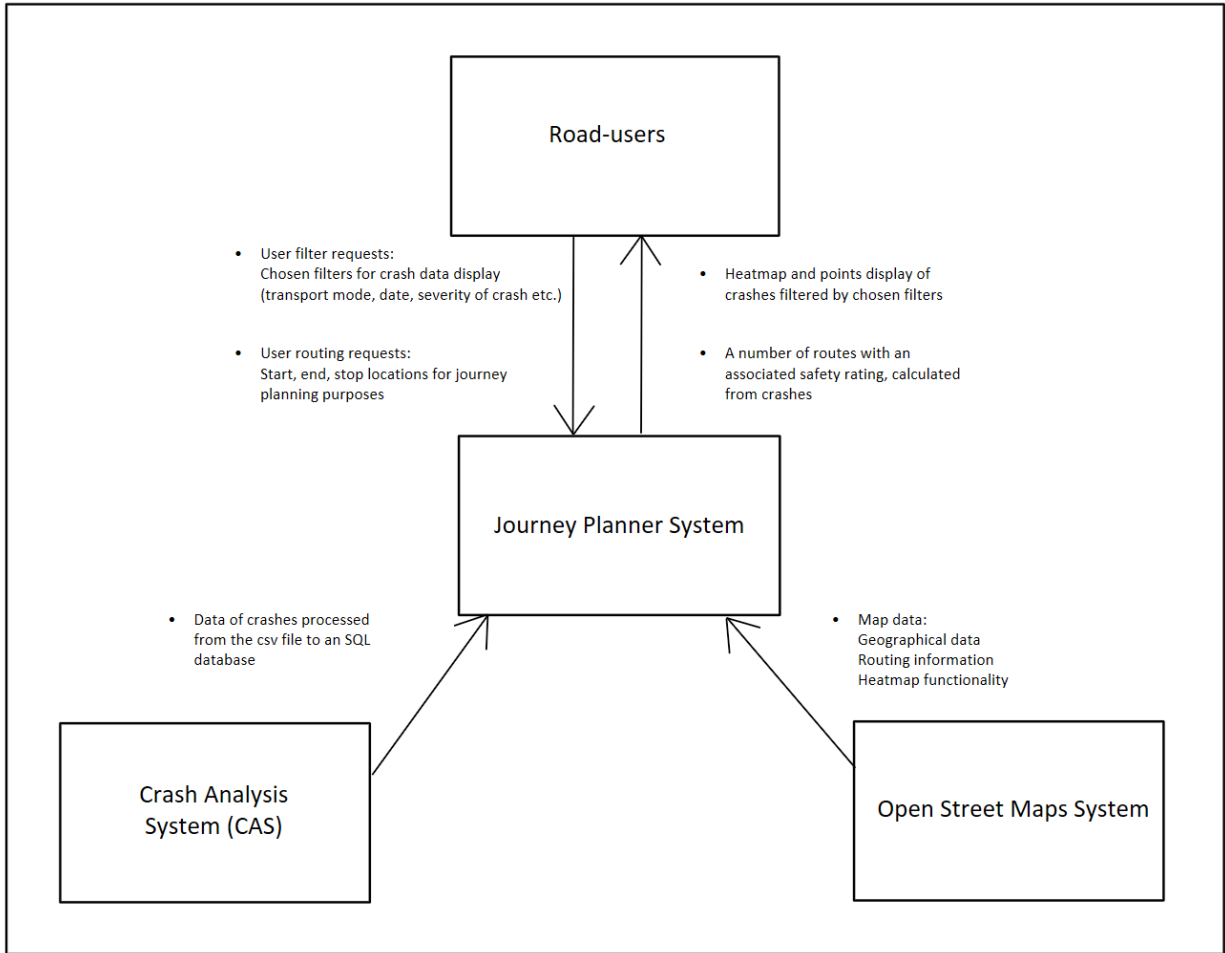 Road-users
• User filter requests:
Chosen filters for crash data display
(transport mode, date, severity of crash etc.)
• User routing requests:
Start, end, stop locations for journey
planning purposes
• Heatmap and points display of
crashes filtered by chosen filters
• A number of routes with an
associated safety rating, calculated
from crashes
Journey Planner System
• Data of crashes processed
from the csv file to an SQL
database
• Map data:
Geographical data
Routing information
Heatmap functionality
Crash Analysis
System (CAS)
Open Street Maps System